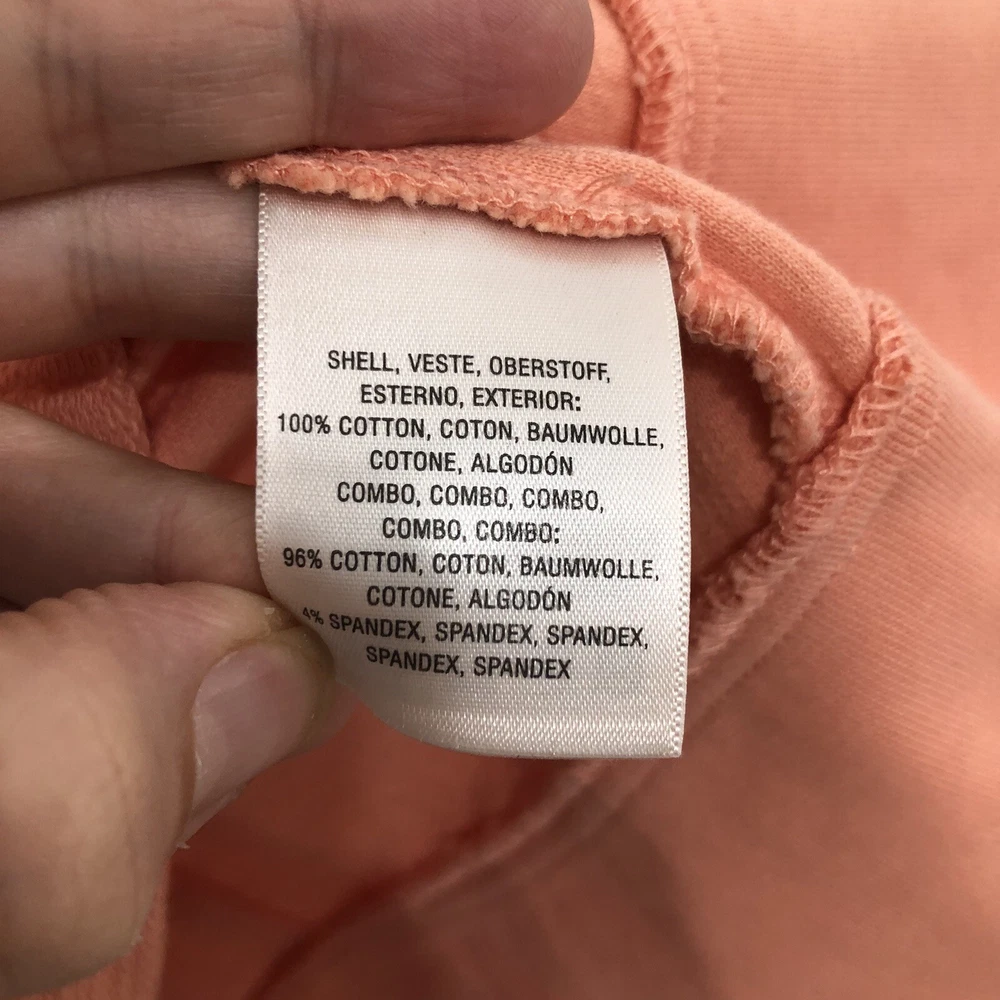 SHELL, VESTE, OBERSTOFF,
ESTERNO, EXTERIOR:
100% COTTON, COTON, BAUMWOLLE,
COTONE, ALGODÓN
COMBO, COMBO, COMBO,
COMBO, COMBO:
96% COTTON, COTON, BAUMWOLLE,
COTONE, ALGODÓN
4% SPANDEX, SPANDEX, SPANDEX,
SPANDEX, SPANDEX